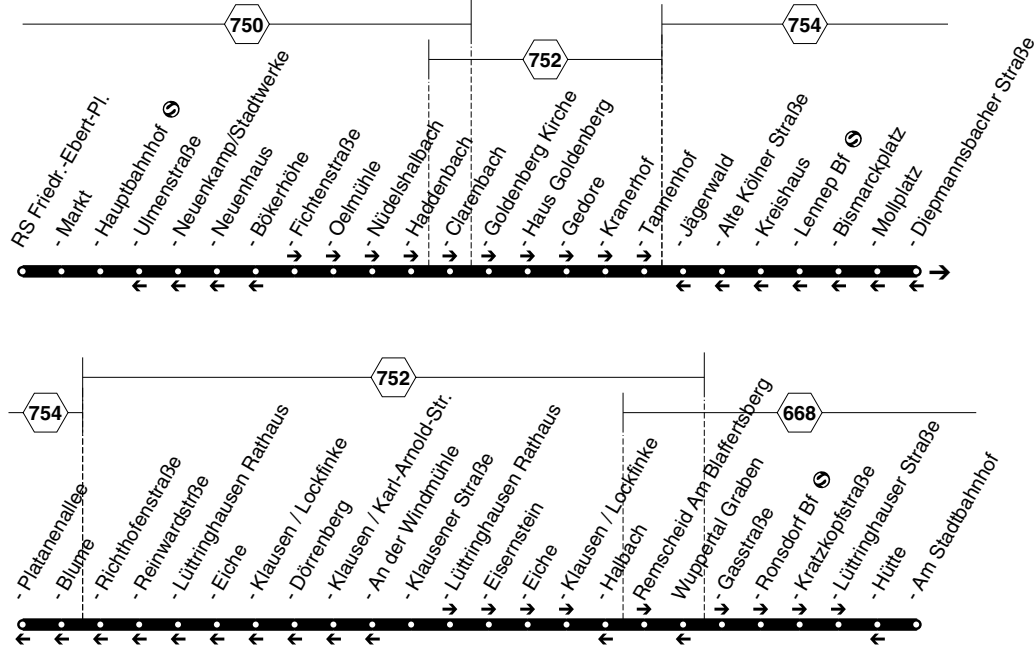 750
754
752
RS Friedr.-Ebert-Pl.
- Markt
- Hauptbahnhof Ⓢ
- Ulmenstraße
- Neuenkamp/Stadtwerke
- Neuenhaus
- Bökerhöhe
- Fichtenstraße
- Oelmühle
- Nüdelshalbach
- Haddenbach
- Clarenbach
- Goldenberg Kirche
- Haus Goldenberg
- Gedore
- Kranerhof
- Tannenhof
- Jägerwald
- Alte Kölner Straße
- Kreishaus
- Lennep Bf Ⓢ
- Bismarckplatz
- Mollplatz
- Diepmannsbacher Straße
752
754
668
- Platanenallee
- Blume
- Richthofenstraße
- Reinwardstrße
- Lüttringhausen Rathaus
- Eiche
- Klausen / Lockfinke
- Dörrenberg
- Klausen / Karl-Arnold-Str.
- An der Windmühle
- Klausener Straße
- Lüttringhausen Rathaus
- Eisernstein
- Eiche
- Klausen / Lockfinke
- Halbach
Remscheid Am Blaffertsberg
Wuppertal Graben
- Gasstraße
- Ronsdorf Bf Ⓢ
- Kratzkopfstraße
- Lüttringhauser Straße
- Hütte
- Am Stadtbahnhof